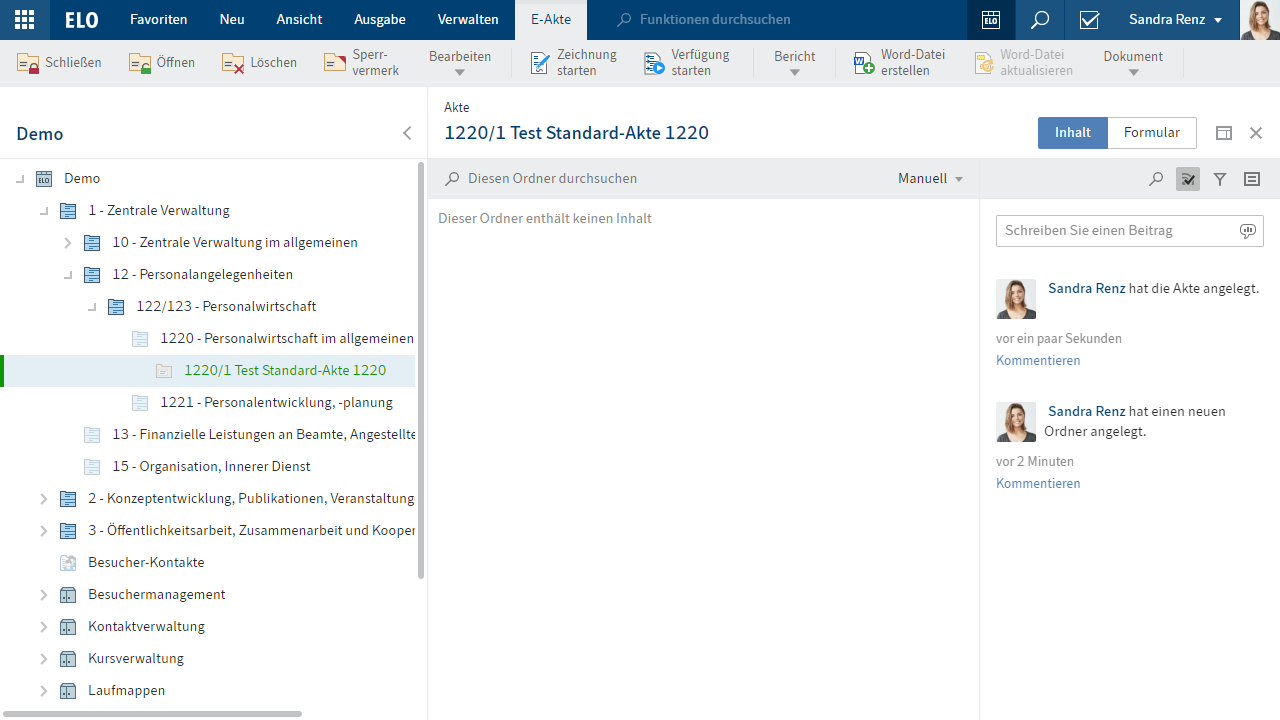 ELO Favoriten Neu Ansicht Ausgabe Verwalten E-Akte Funktionen durchsuchen ELO Sandra Renz
Schließen Öffnen Löschen Sperr-
vermerk Bearbeiten Zeichnung
starten Verfügung
starten Bericht Word-Datei
erstellen Word-Datei
aktualisieren Dokument
Demo
Akte
1220/1 Test Standard-Akte 1220
Inhalt Formular
ELO Demo
1 - Zentrale Verwaltung
10 - Zentrale Verwaltung im allgemeinen
12 - Personalangelegenheiten
122/123 - Personalwirtschaft
1220 - Personalwirtschaft im allgemeinen
1220/1 Test Standard-Akte 1220
1221 - Personalentwicklung, -planung
13 - Finanzielle Leistungen an Beamte, Angestellte
15 - Organisation, Innerer Dienst
2 - Konzeptentwicklung, Publikationen, Veranstaltung
3 - Öffentlichkeitsarbeit, Zusammenarbeit und Kooper
Besucher-Kontakte
Besuchermanagement
Kontaktverwaltung
Kursverwaltung
Laufmappen
Diesen Ordner durchsuchen Manuell
Dieser Ordner enthält keinen Inhalt
Schreiben Sie einen Beitrag
Sandra Renz hat die Akte angelegt.
vor ein paar Sekunden
Kommentieren
Sandra Renz hat einen neuen
Ordner angelegt.
vor 2 Minuten
Kommentieren